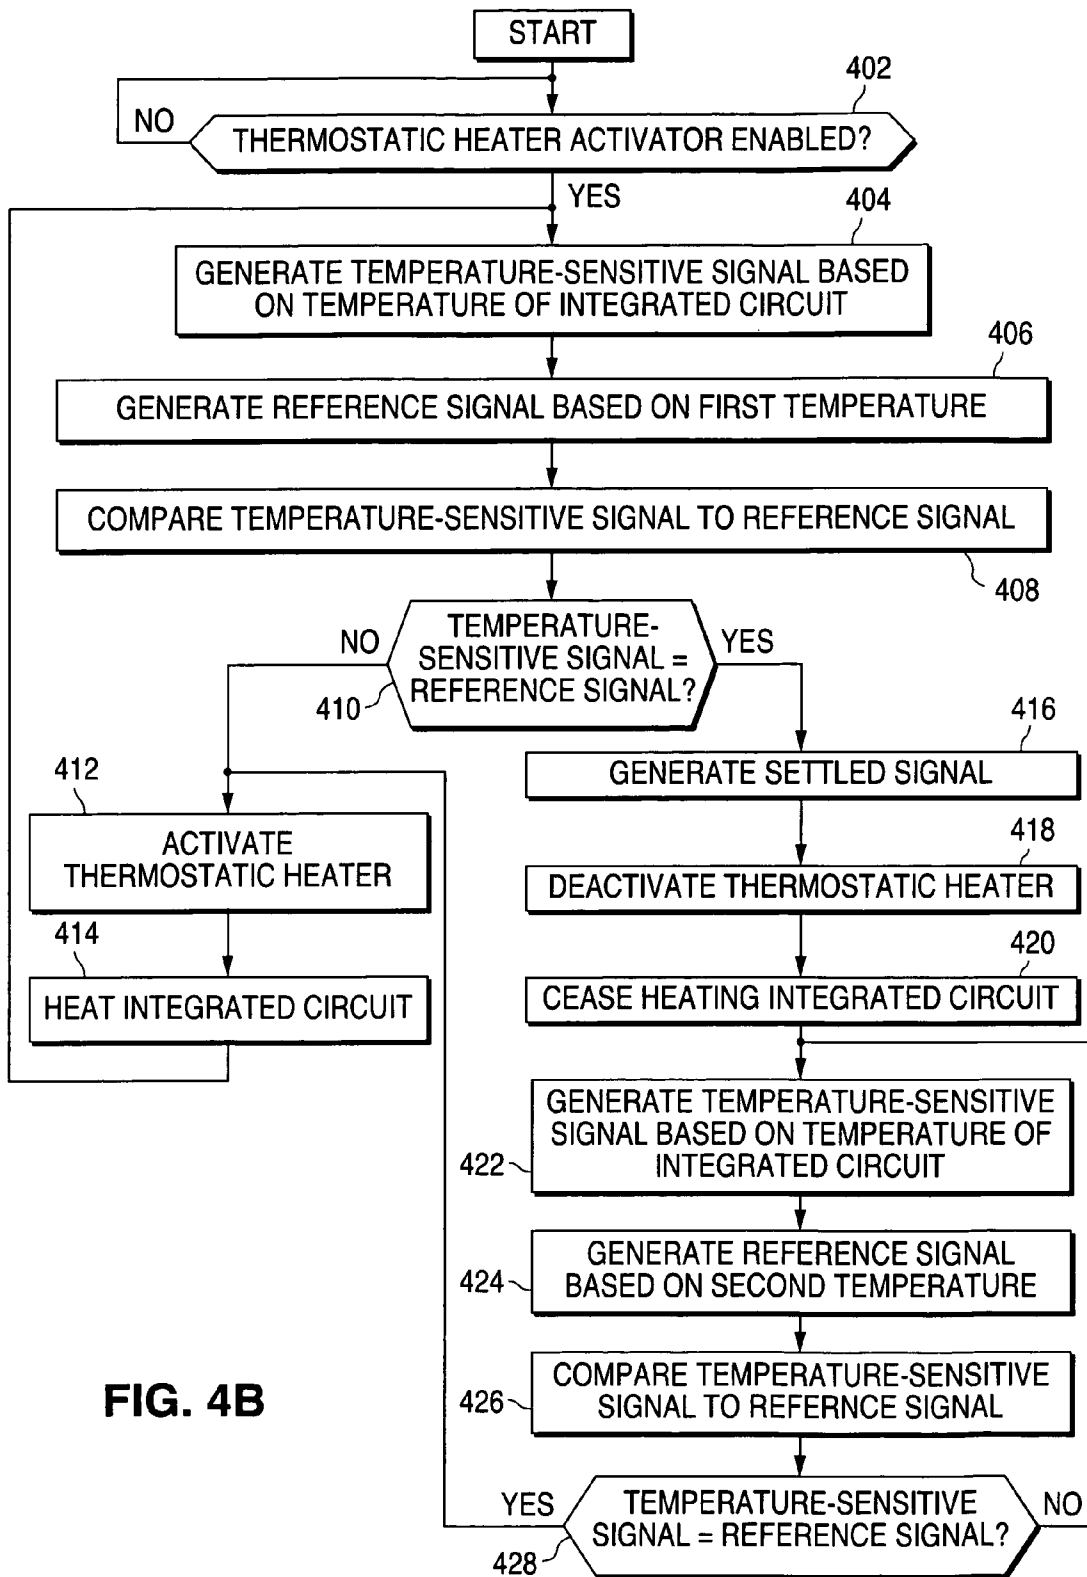 START
402
NO
THERMOSTATIC HEATER ACTIVATOR ENABLED?
YES
404
GENERATE TEMPERATURE-SENSITIVE SIGNAL BASED
ON TEMPERATURE OF INTEGRATED CIRCUIT
406
GENERATE REFERENCE SIGNAL BASED ON FIRST TEMPERATURE
COMPARE TEMPERATURE-SENSITIVE SIGNAL TO REFERENCE SIGNAL
408
NO
TEMPERATURE-
SENSITIVE SIGNAL =
REFERENCE SIGNAL?
YES
410
416
GENERATE SETTLED SIGNAL
412
ACTIVATE
THERMOSTATIC HEATER
418
DEACTIVATE THERMOSTATIC HEATER
414
HEAT INTEGRATED CIRCUIT
420
CEASE HEATING INTEGRATED CIRCUIT
GENERATE TEMPERATURE-SENSITIVE
SIGNAL BASED ON TEMPERATURE OF
INTEGRATED CIRCUIT
422
GENERATE REFERENCE SIGNAL
BASED ON SECOND TEMPERATURE
424
COMPARE TEMPERATURE-SENSITIVE
SIGNAL TO REFERNCE SIGNAL
426
FIG. 4B
YES
TEMPERATURE-SENSITIVE
SIGNAL = REFERENCE SIGNAL?
NO
428